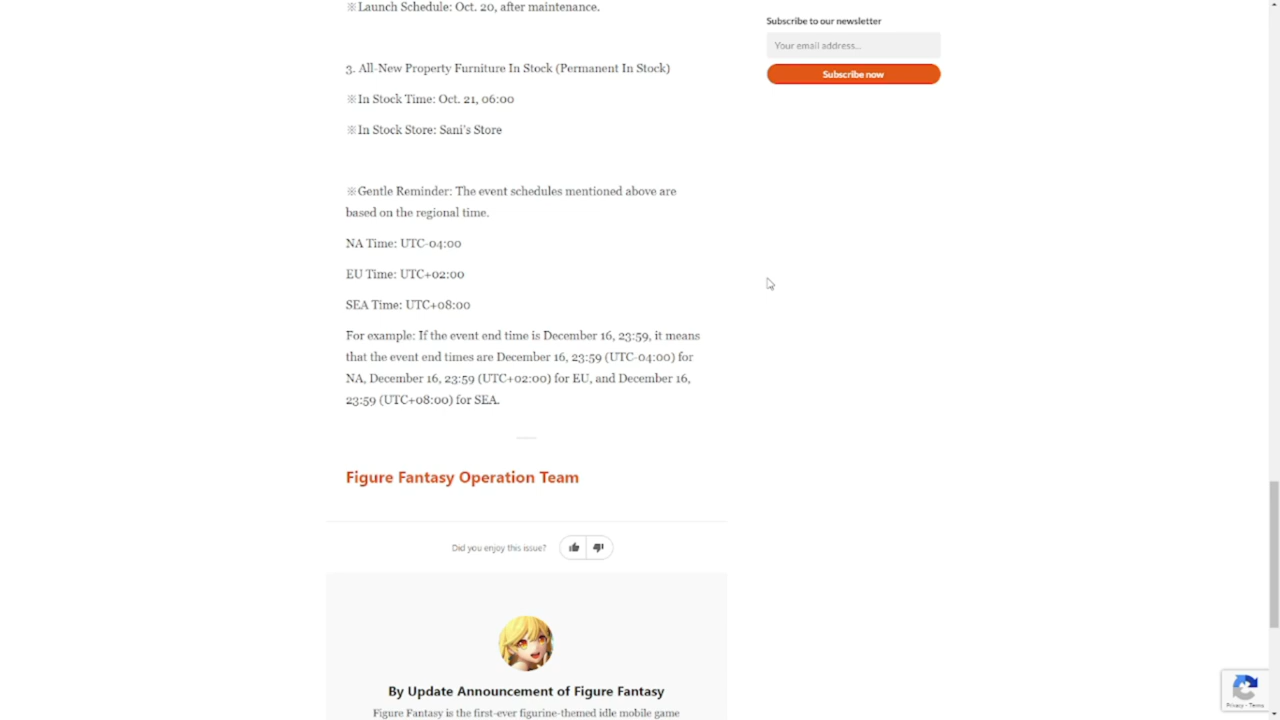 ※Launch Schedule: Oct. 20, after maintenance.
3. All-New Property Furniture In Stock (Permanent In Stock)
※In Stock Time: Oct. 21, 06:00
※In Stock Store: Sani's Store
※Gentle Reminder: The event schedules mentioned above are
based on the regional time.
NA Time: UTC-04:00
EU Time: UTC+02:00
SEA Time: UTC+08:00
For example: If the event end time is December 16, 23:59, it means
that the event end times are December 16, 23:59 (UTC-04:00) for
NA, December 16, 23:59 (UTC+02:00) for EU, and December 16,
23:59 (UTC+08:00) for SEA.
Figure Fantasy Operation Team
Did you enjoy this issue?
By Update Announcement of Figure Fantasy
Figure Fantasy is the first-ever figurine-themed idle mobile game
Subscribe to our newsletter
Your email address...
Subscribe now
Privacy - Terms